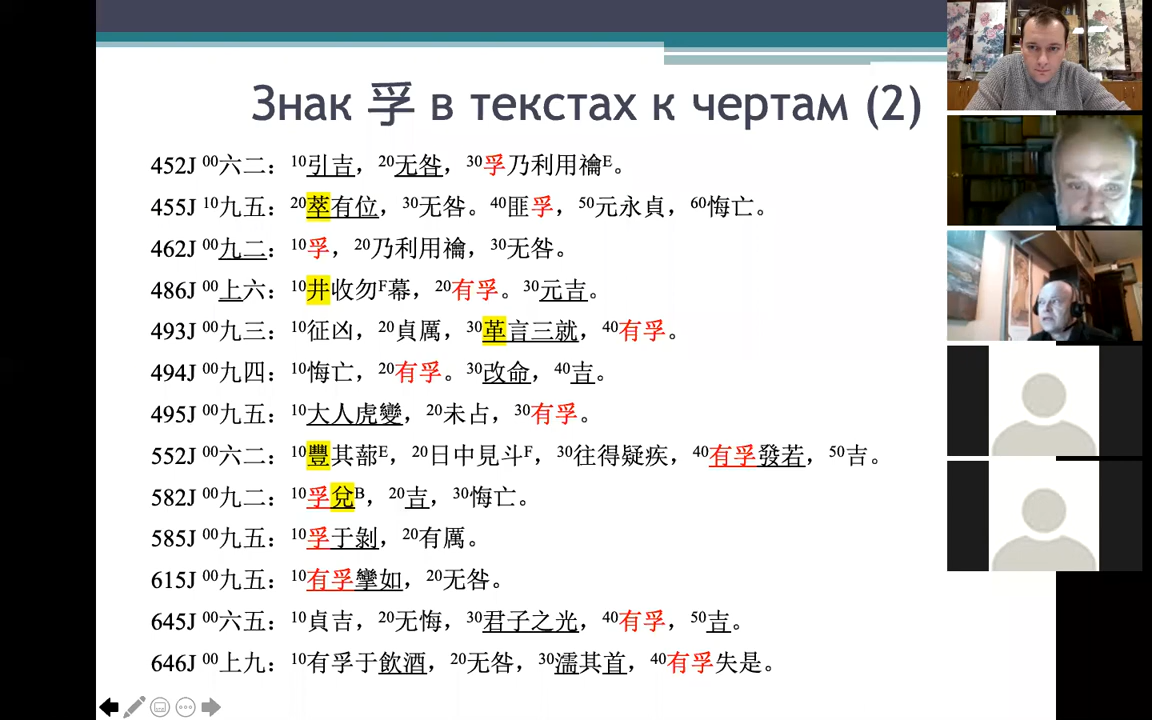 Знак 孚 в текстах к чертам (2)
452J 00六二：10引吉，20无咎，30孚乃利用禴E。
455J 10九五：20萃有位，30无咎。40匪孚，50元永貞，60悔亡。
462J 00九二：10孚，20乃利用禴，30无咎。
486J 00上六：10井收勿F幕，20有孚。30元吉。
493J 00九三：10征凶，20貞厲，30革言三就，40有孚。
494J 00九四：10悔亡，20有孚。30改命，40吉。
495J 00九五：10大人虎變，20未占，30有孚。
552J 00六二：10豐其蔀E，20日中見斗F，30往得疑疾，40有孚發若，50吉。
582J 00九二：10孚兌B，20吉，30悔亡。
585J 00九五：10孚于剝，20有厲。
615J 00九五：10有孚攣如，20无咎。
645J 00六五：10貞吉，20无悔，30君子之光，40有孚，50吉。
646J 00上九：10有孚于飲酒，20无咎，30濡其首，40有孚失是。